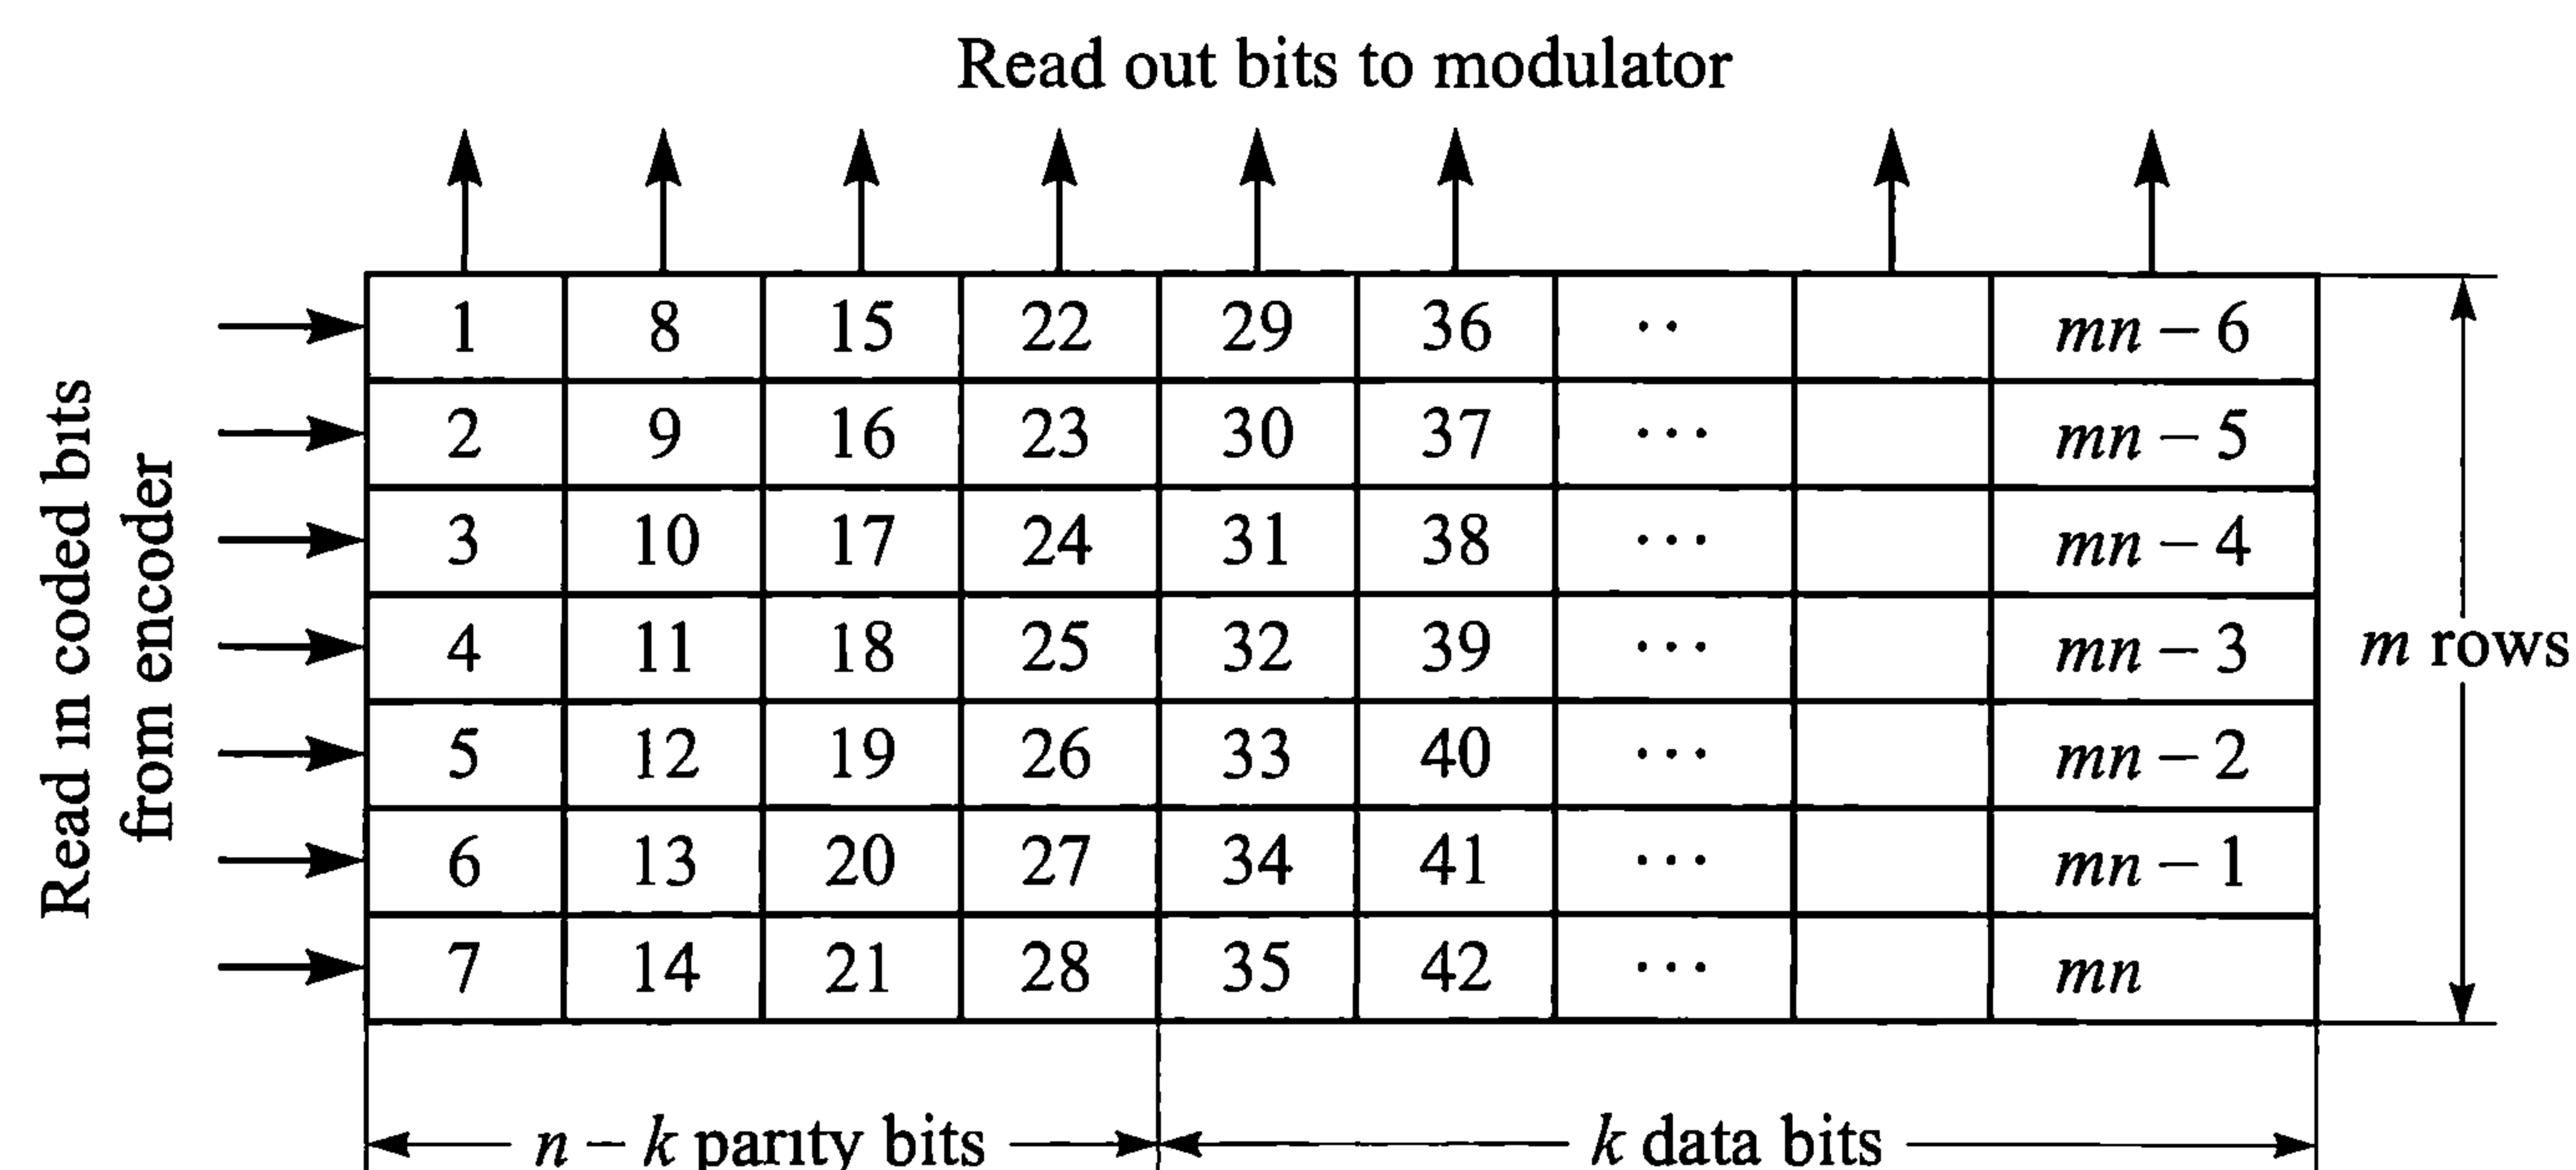 Read out bits to modulator
Read in coded bits
from encoder
1 8 15 22 29 36 ·· mn − 6
2 9 16 23 30 37 ··· mn − 5
3 10 17 24 31 38 ··· mn − 4
4 11 18 25 32 39 ··· mn − 3
5 12 19 26 33 40 ··· mn − 2
6 13 20 27 34 41 ··· mn − 1
7 14 21 28 35 42 ··· mn
m rows
n − k parity bits
k data bits